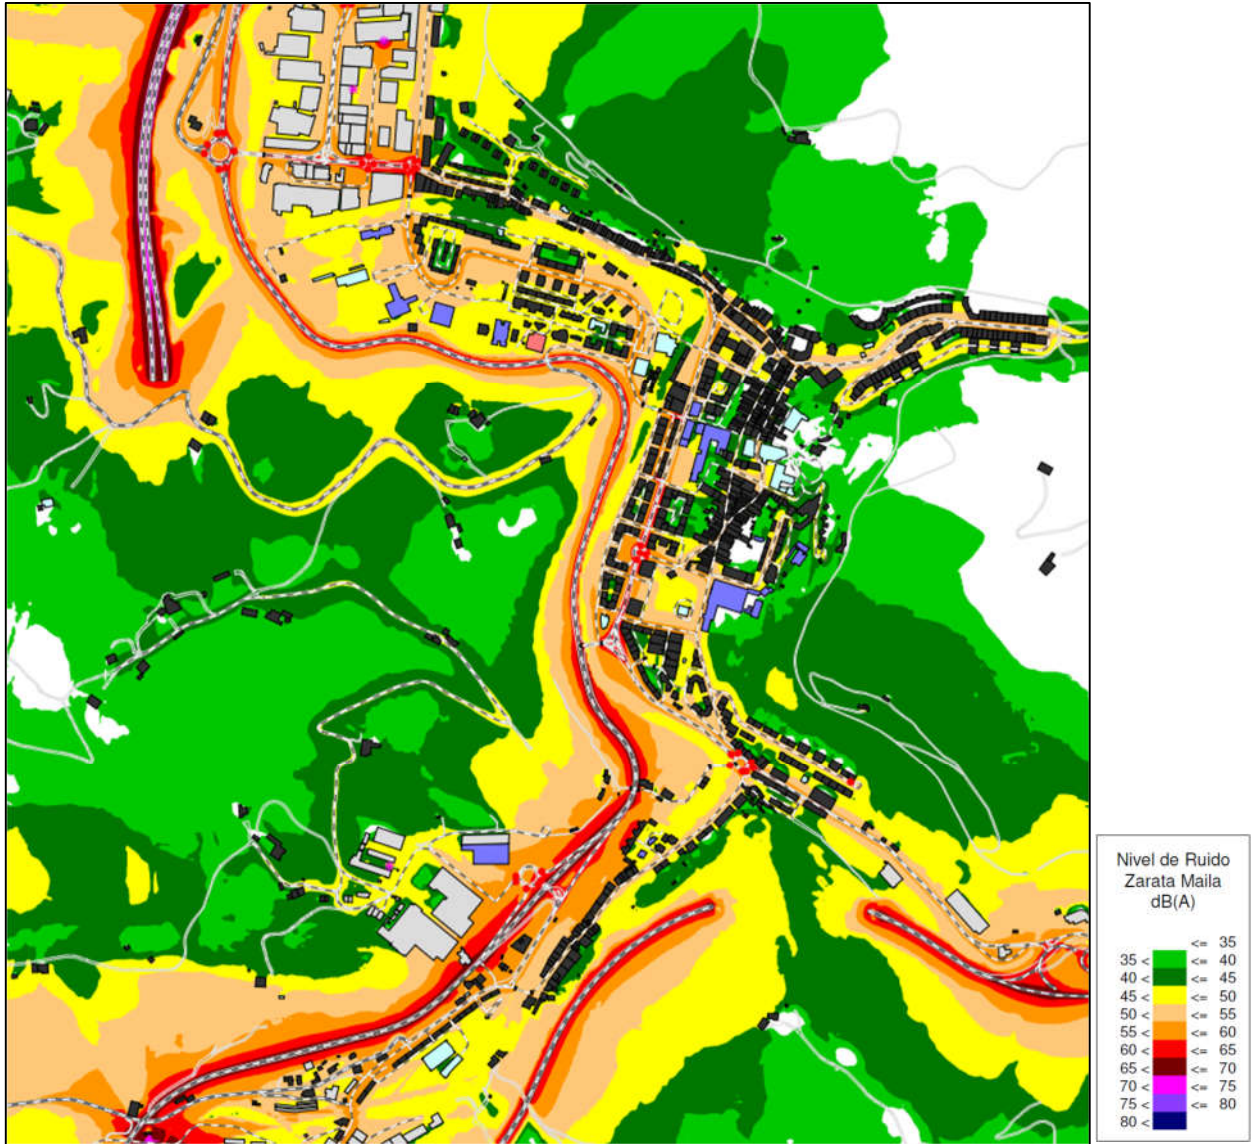 Nivel de Ruido
Zarata Maila
dB(A)
<= 35
35 < <= 40
40 < <= 45
45 < <= 50
50 < <= 55
55 < <= 60
60 < <= 65
65 < <= 70
70 < <= 75
75 < <= 80
80 <